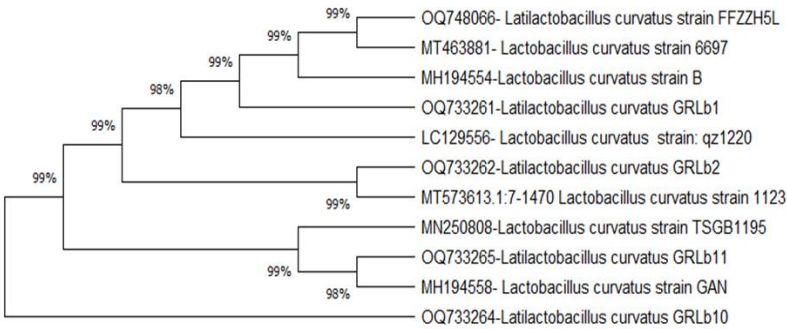 99%
OQ748066- Latilactobacillus curvatus strain FFZZH5L
99%
MT463881- Lactobacillus curvatus strain 6697
99%
MH194554-Lactobacillus curvatus strain B
98%
OQ733261-Latilactobacillus curvatus GRLb1
99%
LC129556- Lactobacillus curvatus strain: qz1220
OQ733262-Latilactobacillus curvatus GRLb2
99%
99%
MT573613.1:7-1470 Lactobacillus curvatus strain 1123
MN250808-Lactobacillus curvatus strain TSGB1195
99%
OQ733265-Latilactobacillus curvatus GRLb11
98%
MH194558- Lactobacillus curvatus strain GAN
OQ733264-Latilactobacillus curvatus GRLb10